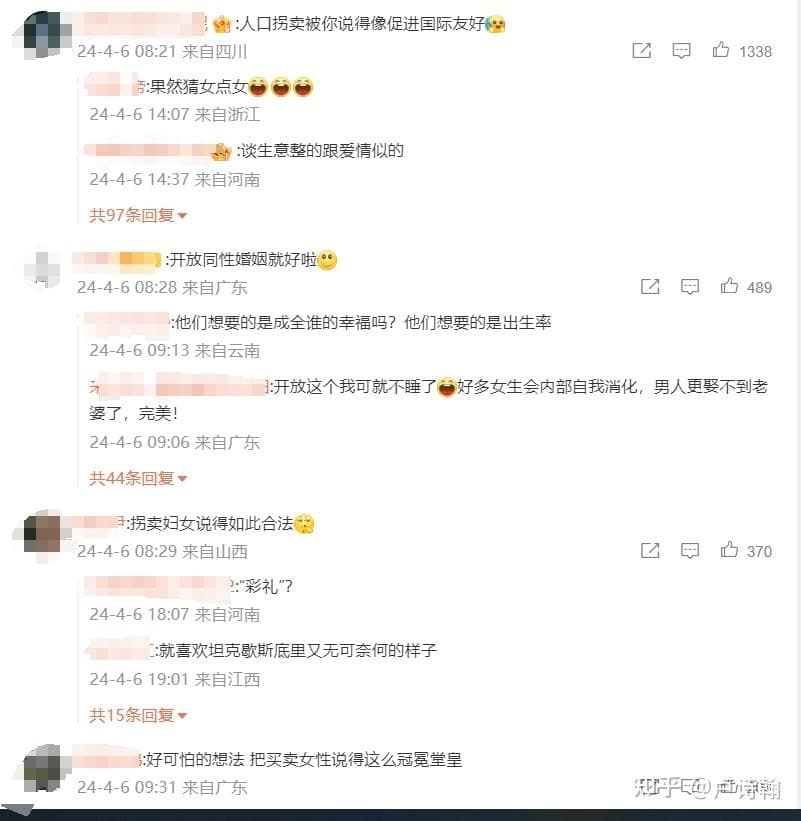 :人口拐卖被你说得像促进国际友好
24-4-6 08:21 来自四川
1338
帝:果然猜女点女
24-4-6 14:07 来自浙江
:谈生意整的跟爱情似的
24-4-6 14:37 来自河南
共97条回复
:开放同性婚姻就好啦
24-4-6 08:28 来自广东
489
:他们想要的是成全谁的幸福吗？他们想要的是出生率
24-4-6 09:13 来自云南
:开放这个我可就不睡了好多女生会内部自我消化，男人更娶不到老
婆了，完美！
24-4-6 09:06 来自广东
共44条回复
:拐卖妇女说得如此合法
24-4-6 08:29 来自山西
370
2:“彩礼”?
24-4-6 18:07 来自河南
:就喜欢坦克歇斯底里又无可奈何的样子
24-4-6 19:01 来自江西
共15条回复
:好可怕的想法 把买卖女性说得这么冠冕堂皇
24-4-6 09:31 来自广东
知乎 @卢诗翰